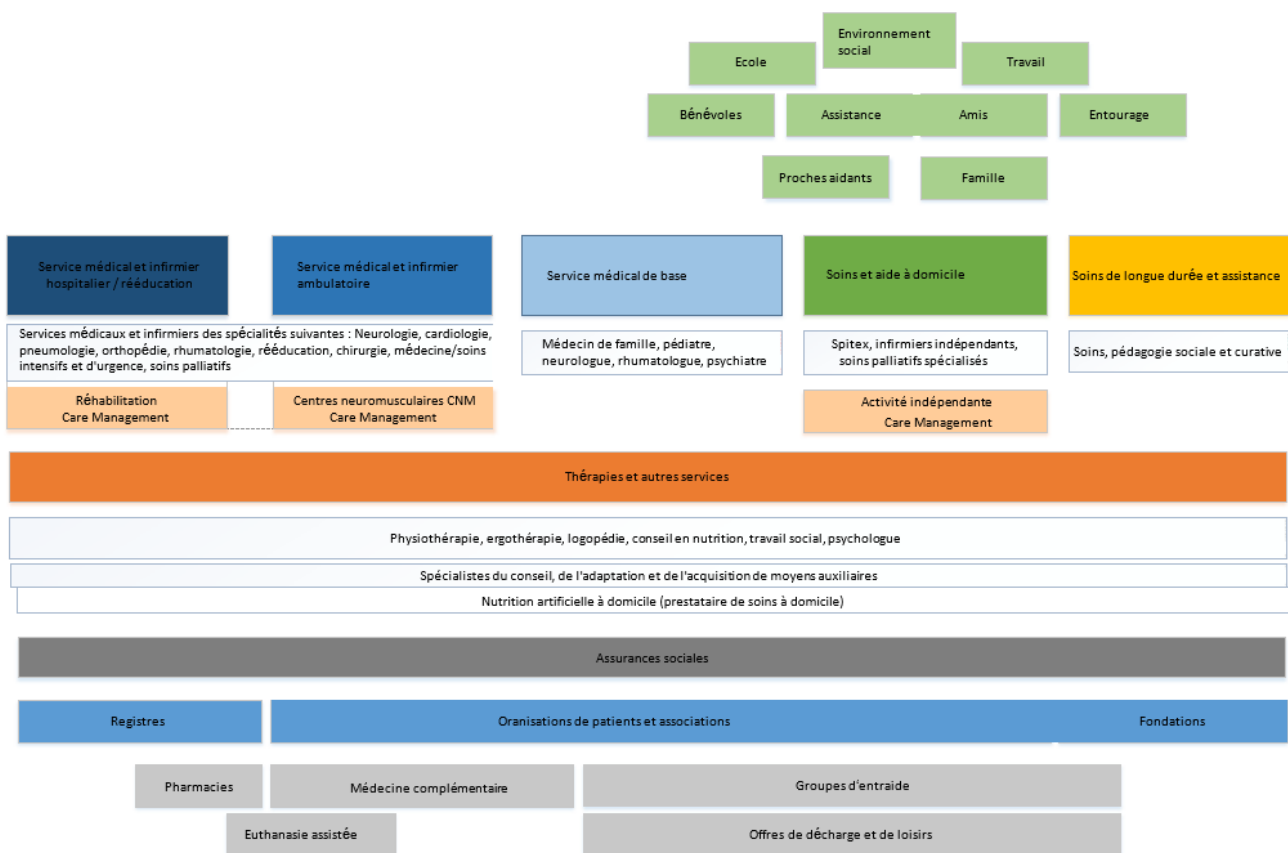 Environnement
social
Ecole
Travail
Bénévoles
Assistance
Amis
Entourage
Proches aidants
Famille
Service médical et infirmier
hospitalier / rééducation
Service médical et infirmier
ambulatoire
Service médical de base
Soins et aide à domicile
Soins de longue durée et assistance
Services médicaux et infirmiers des spécialités suivantes : Neurologie, cardiologie,
pneumologie, orthopédie, rhumatologie, rééducation, chirurgie, médecine/soins
intensifs et d'urgence, soins palliatifs
Médecin de famille, pédiatre,
neurologue, rhumatologue, psychiatre
Spitex, infirmiers indépendants,
soins palliatifs spécialisés
Soins, pédagogie sociale et curative
Réhabilitation
Care Management
Centres neuromusculaires CNM
Care Management
Activité indépendante
Care Management
Thérapies et autres services
Physiothérapie, ergothérapie, logopédie, conseil en nutrition, travail social, psychologue
Spécialistes du conseil, de l'adaptation et de l'acquisition de moyens auxiliaires
Nutrition artificielle à domicile (prestataire de soins à domicile)
Assurances sociales
Registres
Oranisations de patients et associations
Fondations
Pharmacies
Médecine complémentaire
Groupes d'entraide
Euthanasie assistée
Offres de décharge et de loisirs